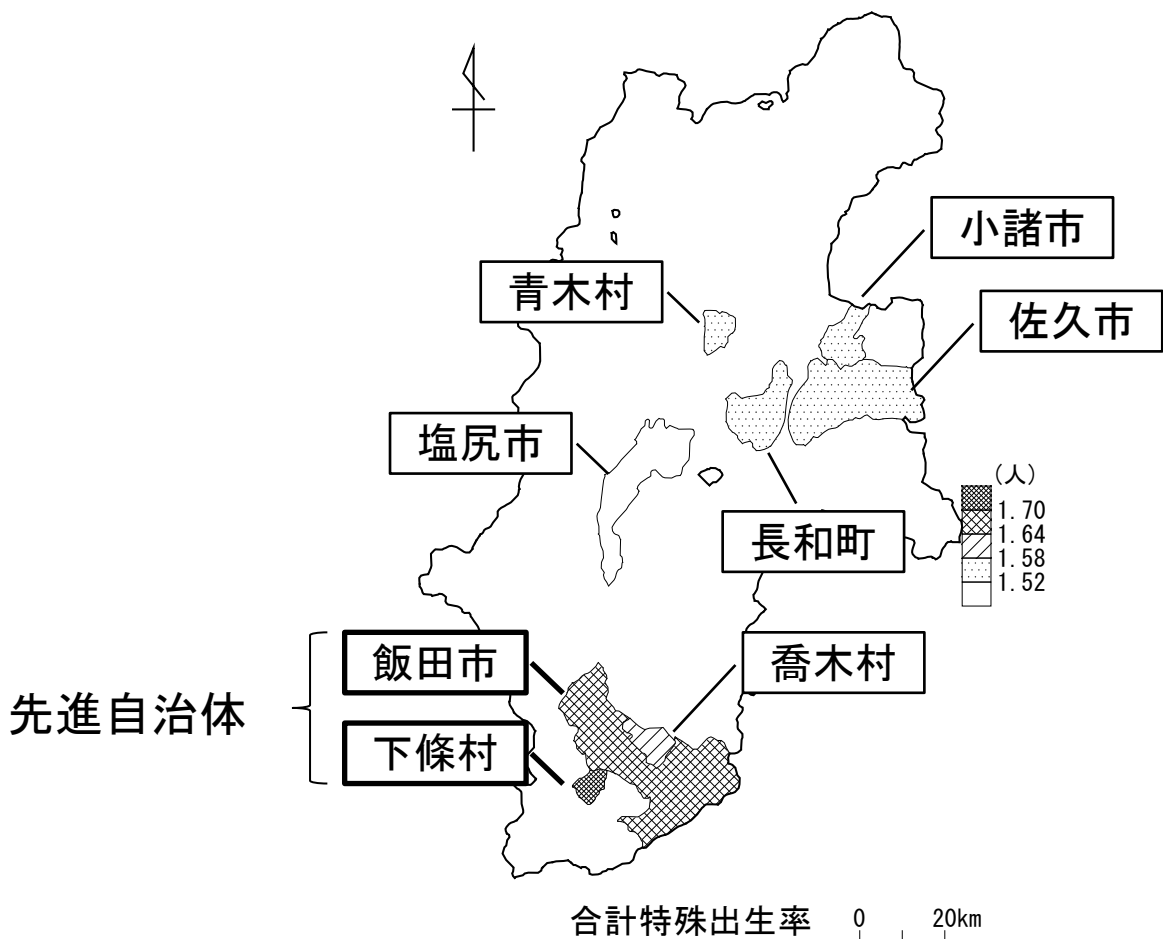 小諸市
青木村
佐久市
塩尻市
(人)
1.70
1.64
1.58
1.52
長和町
飯田市
喬木村
先進自治体
下條村
合計特殊出生率
0 20km